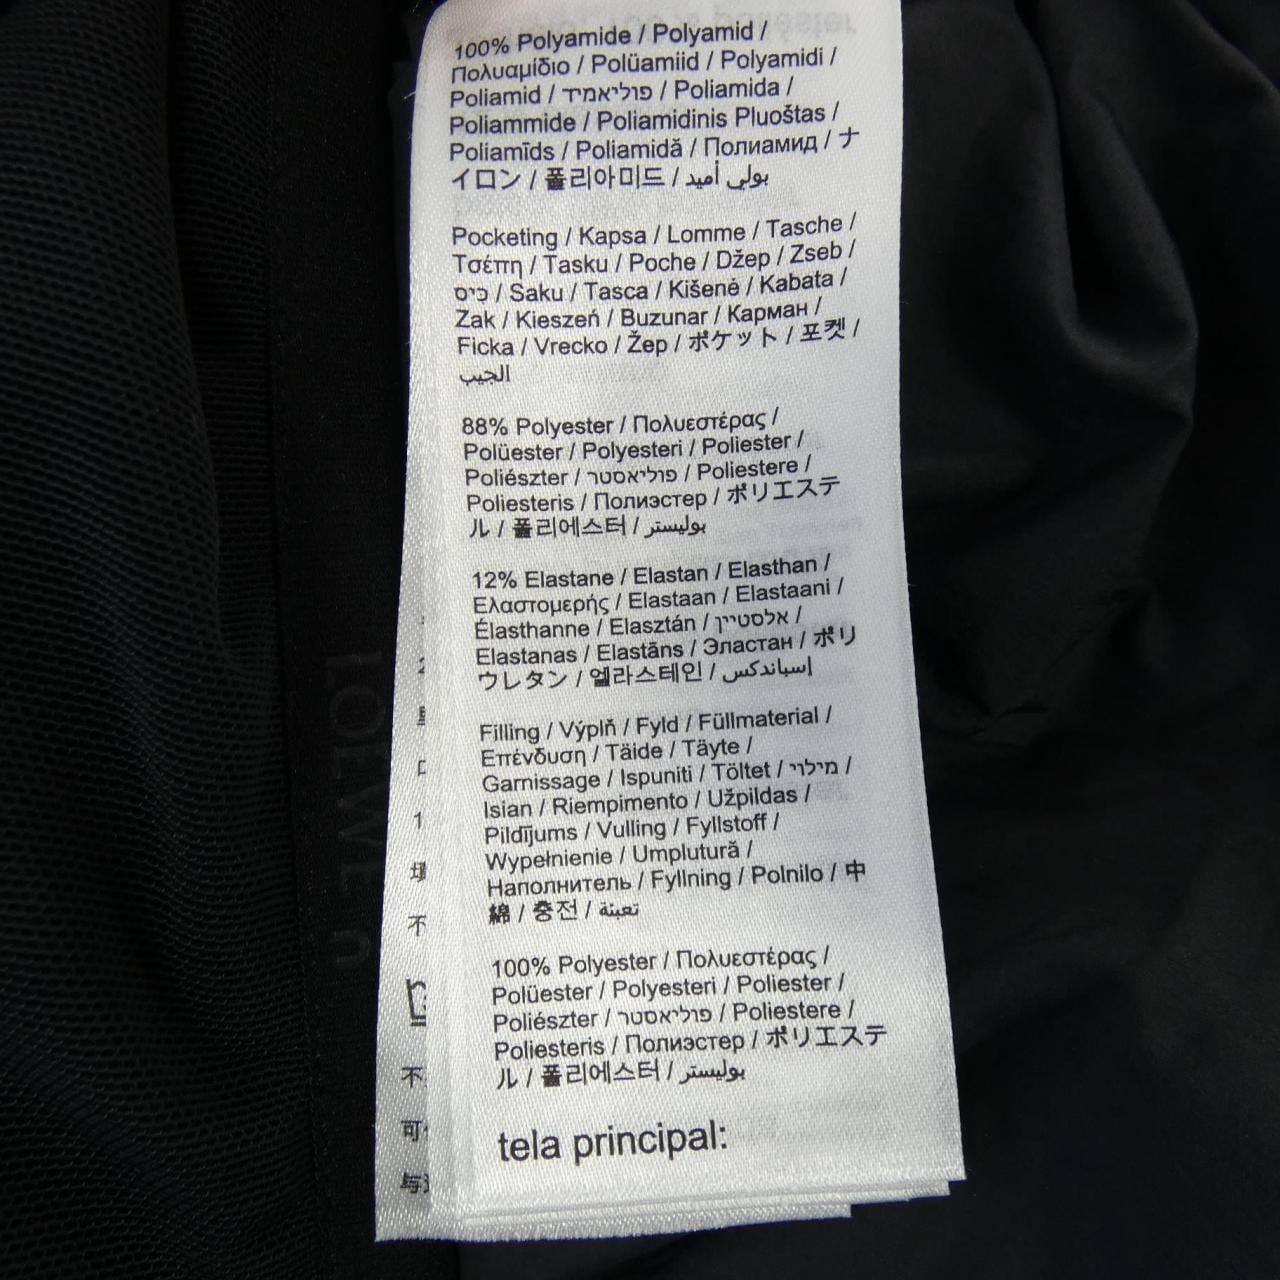 100% Polyamide / Polyamid /
Πολυαμίδιο / Polüamiid / Polyamidi /
Poliamid / פוליאמיד / Poliamida /
Poliammide / Poliamidinis Pluoštas /
Poliamīds / Poliamidă / Полиамид / ナ
イロン / 폴리아미드 / بولي أميد
Pocketing / Kapsa / Lomme / Tasche /
Τσέπη / Tasku / Poche / Džep / Zseb /
כיס / Saku / Tasca / Kišenė / Kabata /
Zak / Kieszeń / Buzunar / Карман /
Ficka / Vrecko / Žep / ポケット / 포켓 /
الجيب
88% Polyester / Πολυεστέρας /
Polüester / Polyesteri / Poliester /
Poliészter / פוליאסטר / Poliestere /
Poliesteris / Полиэстер / ポリエステ
ル / 폴리에스터 / بوليستر
12% Elastane / Elastan / Elasthan /
Ελαστομερής / Elastaan / Elastaani /
Élasthanne / Elasztán / אלסטיין /
Elastanas / Elastāns / Эластан / ポリ
ウレタン / 엘라스테인 / إسباندكس
Filling / Výplň / Fyld / Füllmaterial /
Επένδυση / Täide / Täyte /
Garnissage / Ispuniti / Töltet / מילוי /
Isian / Riempimento / Užpildas /
Pildījums / Vulling / Fyllstoff /
Wypełnienie / Umplutură /
Наполнитель / Fyllning / Polnilo / 中
綿 / 충전 / تعبئة
100% Polyester / Πολυεστέρας /
Polüester / Polyesteri / Poliester /
Poliészter / פוליאסטר / Poliestere /
Poliesteris / Полиэстер / ポリエステ
ル / 폴리에스터 / بوليستر
tela principal:
LOEWE
不
不
可
与